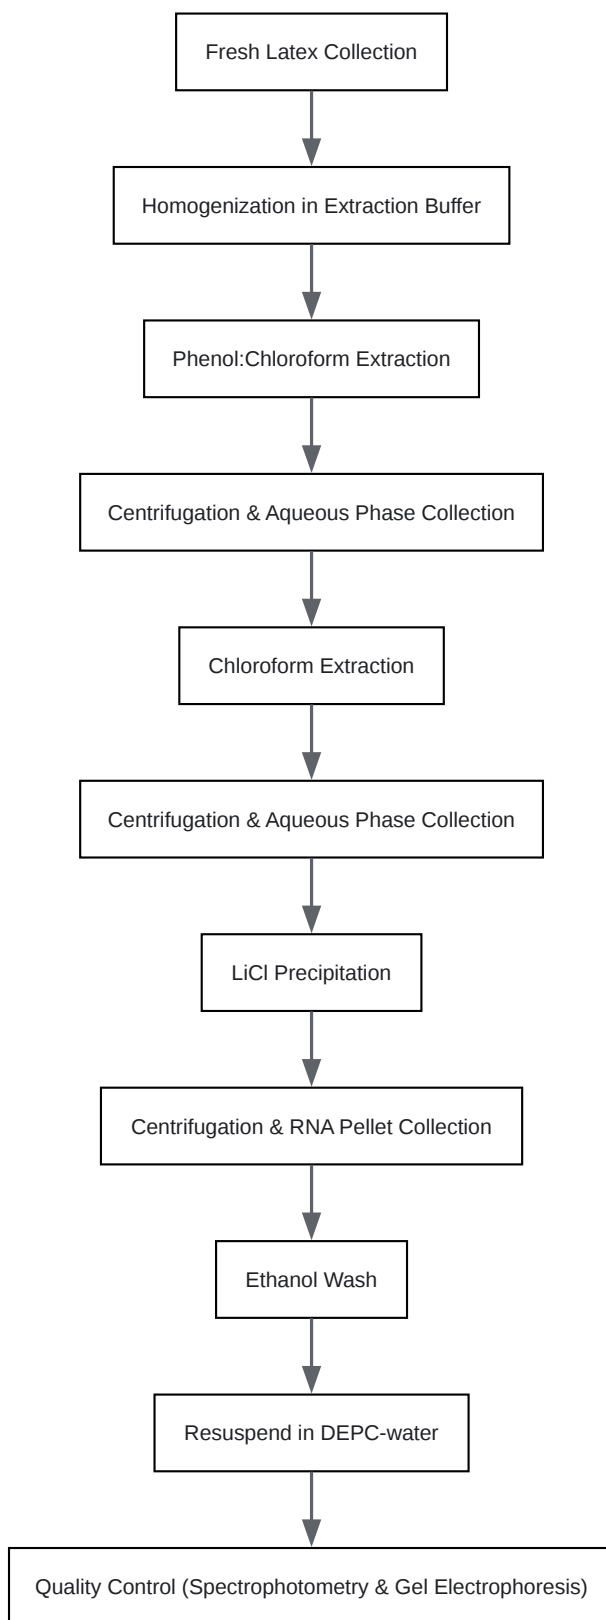 Fresh Latex Collection
Homogenization in Extraction Buffer
Phenol:Chloroform Extraction
Centrifugation & Aqueous Phase Collection
Chloroform Extraction
Centrifugation & Aqueous Phase Collection
LiCl Precipitation
Centrifugation & RNA Pellet Collection
Ethanol Wash
Resuspend in DEPC-water
Quality Control (Spectrophotometry & Gel Electrophoresis)